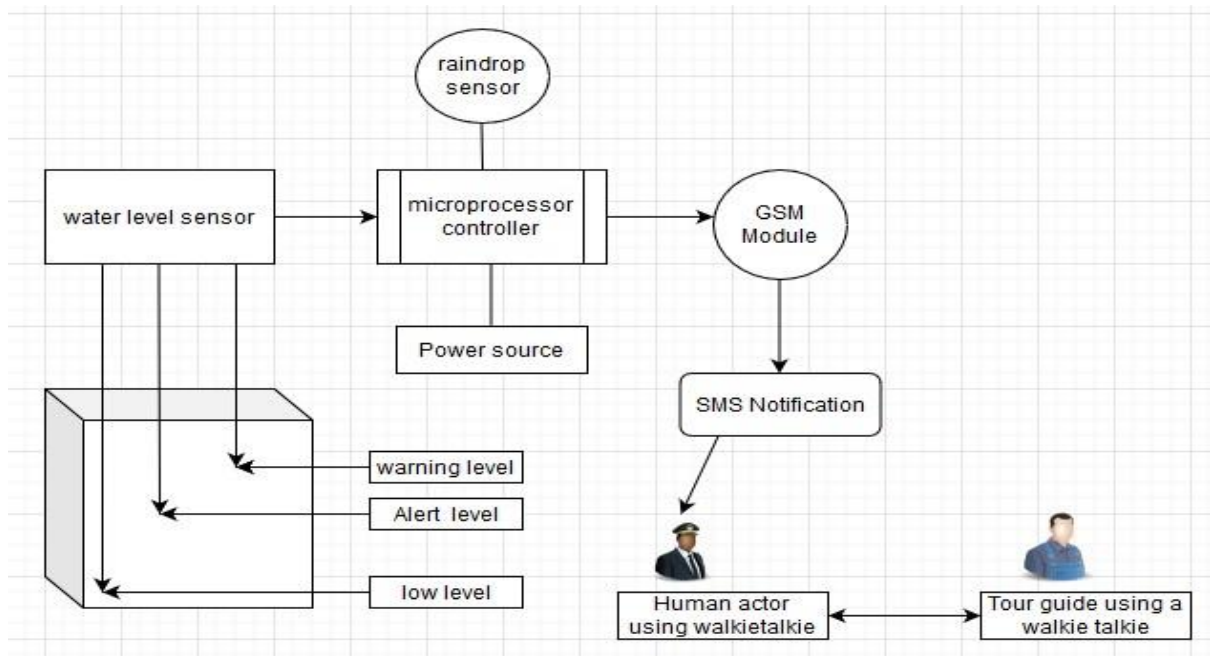 raindrop
sensor
water level sensor
microprocessor
controller
GSM
Module
Power source
SMS Notification
warning level
Alert level
low level
Human actor
using walkietalkie
Tour guide using a
walkie talkie